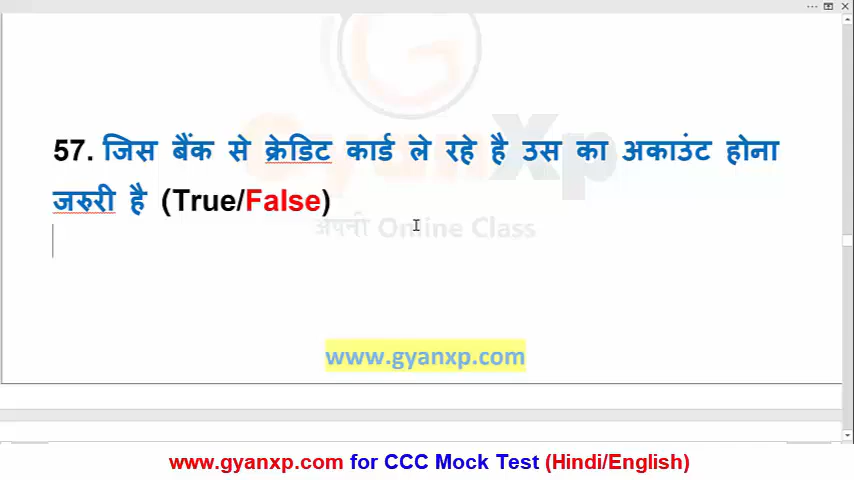 GyanXp
57. जिस बैंक से क्रेडिट कार्ड ले रहे है उस का अकाउंट होना
जरुरी है (True/False)
अपनी Online Class
www.gyanxp.com
www.gyanxp.com for CCC Mock Test (Hindi/English)